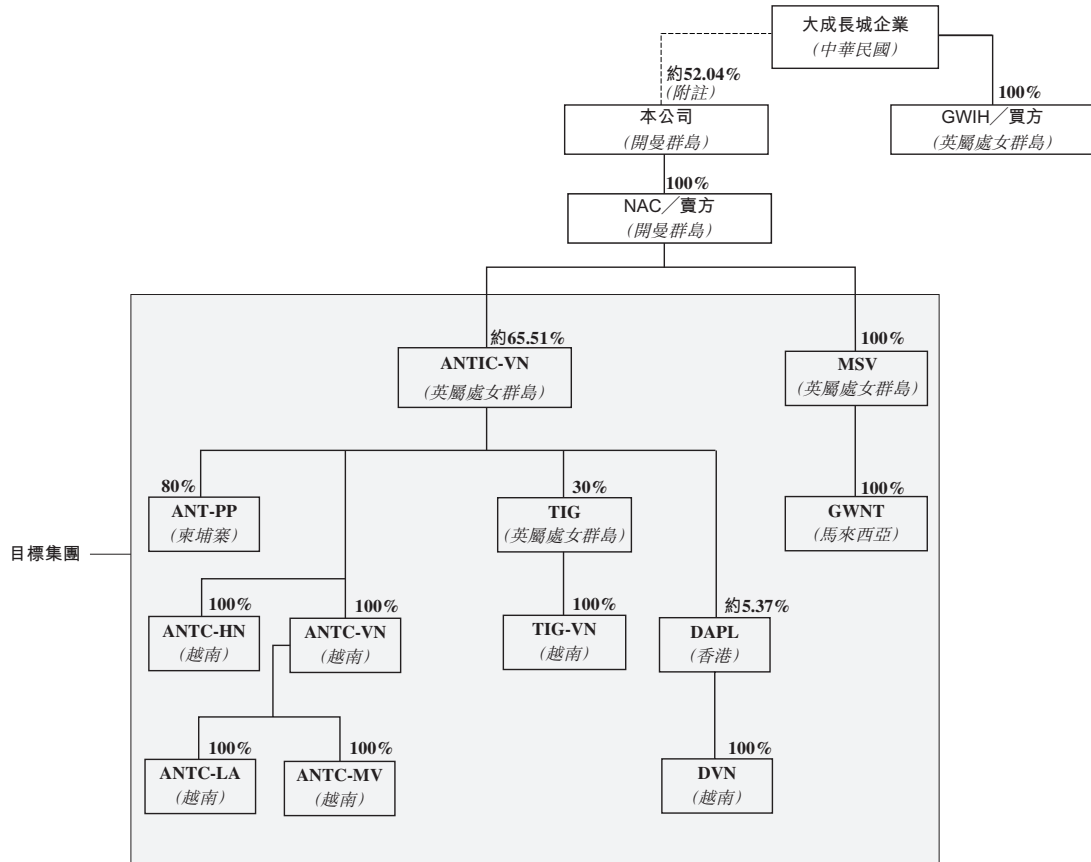 大成長城企業
(中華民國)
約52.04%
(附註)
100%
本公司
(開曼群島)
GWIH／買方
(英屬處女群島)
100%
NAC／賣方
(開曼群島)
約65.51%
ANTIC-VN
(英屬處女群島)
100%
MSV
(英屬處女群島)
80%
ANT-PP
(柬埔寨)
30%
TIG
(英屬處女群島)
100%
GWNT
(馬來西亞)
目標集團
100%
ANTC-HN
(越南)
100%
ANTC-VN
(越南)
100%
TIG-VN
(越南)
約5.37%
DAPL
(香港)
100%
ANTC-LA
(越南)
100%
ANTC-MV
(越南)
100%
DVN
(越南)